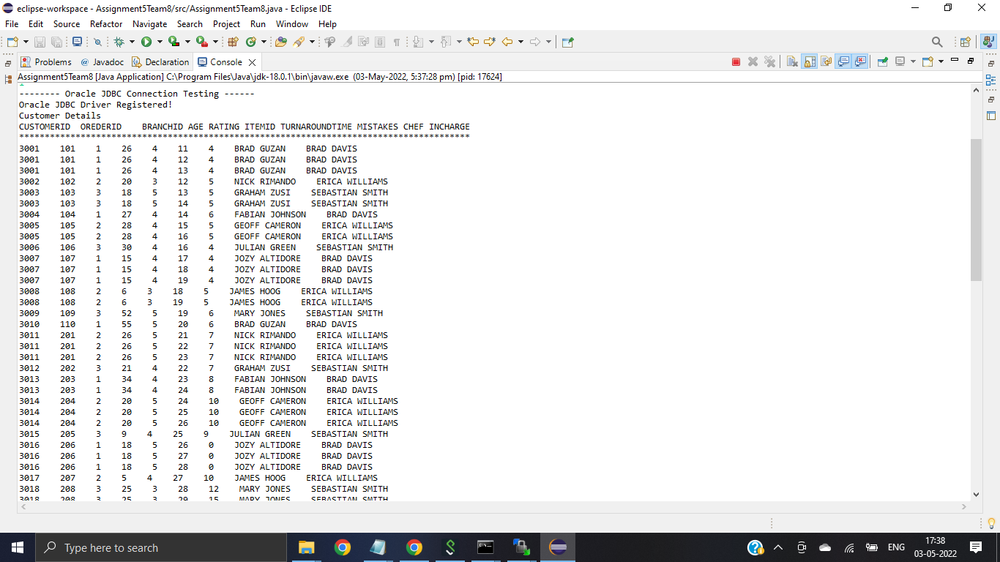 eclipse-workspace - Assignment5Team8/src/Assignment5Team8.java - Eclipse IDE
File Edit Source Refactor Navigate Search Project Run Window Help
Problems @ Javadoc Declaration Console
Assignment5Team8 [Java Application] C:\Program Files\Java\jdk-18.0.1\bin\javaw.exe (03-May-2022, 5:37:28 pm) [pid: 17624]
-------- Oracle JDBC Connection Testing ------
Oracle JDBC Driver Registered!
Customer Details
CUSTOMERID OREDERID BRANCHID AGE RATING ITEMID TURNAROUNDTIME MISTAKES CHEF INCHARGE
****************************************************************************************
3001 101 1 26 4 11 4 BRAD GUZAN BRAD DAVIS
3001 101 1 26 4 12 4 BRAD GUZAN BRAD DAVIS
3001 101 1 26 4 13 4 BRAD GUZAN BRAD DAVIS
3002 102 2 20 3 12 5 NICK RIMANDO ERICA WILLIAMS
3003 103 3 18 5 13 5 GRAHAM ZUSI SEBASTIAN SMITH
3003 103 3 18 5 14 5 GRAHAM ZUSI SEBASTIAN SMITH
3004 104 1 27 4 14 6 FABIAN JOHNSON BRAD DAVIS
3005 105 2 28 4 15 5 GEOFF CAMERON ERICA WILLIAMS
3005 105 2 28 4 16 5 GEOFF CAMERON ERICA WILLIAMS
3006 106 3 30 4 16 4 JULIAN GREEN SEBASTIAN SMITH
3007 107 1 15 4 17 4 JOZY ALTIDORE BRAD DAVIS
3007 107 1 15 4 18 4 JOZY ALTIDORE BRAD DAVIS
3007 107 1 15 4 19 4 JOZY ALTIDORE BRAD DAVIS
3008 108 2 6 3 18 5 JAMES HOOG ERICA WILLIAMS
3008 108 2 6 3 19 5 JAMES HOOG ERICA WILLIAMS
3009 109 3 52 5 19 6 MARY JONES SEBASTIAN SMITH
3010 110 1 55 5 20 6 BRAD GUZAN BRAD DAVIS
3011 201 2 26 5 21 7 NICK RIMANDO ERICA WILLIAMS
3011 201 2 26 5 22 7 NICK RIMANDO ERICA WILLIAMS
3011 201 2 26 5 23 7 NICK RIMANDO ERICA WILLIAMS
3012 202 3 21 4 22 7 GRAHAM ZUSI SEBASTIAN SMITH
3013 203 1 34 4 23 8 FABIAN JOHNSON BRAD DAVIS
3013 203 1 34 4 24 8 FABIAN JOHNSON BRAD DAVIS
3014 204 2 20 5 24 10 GEOFF CAMERON ERICA WILLIAMS
3014 204 2 20 5 25 10 GEOFF CAMERON ERICA WILLIAMS
3014 204 2 20 5 26 10 GEOFF CAMERON ERICA WILLIAMS
3015 205 3 9 4 25 9 JULIAN GREEN SEBASTIAN SMITH
3016 206 1 18 5 26 0 JOZY ALTIDORE BRAD DAVIS
3016 206 1 18 5 27 0 JOZY ALTIDORE BRAD DAVIS
3016 206 1 18 5 28 0 JOZY ALTIDORE BRAD DAVIS
3017 207 2 5 4 27 10 JAMES HOOG ERICA WILLIAMS
3018 208 3 25 3 28 12 MARY JONES SEBASTIAN SMITH
3018 208 3 25 3 29 15 MARY JONES SEBASTIAN SMITH
Type here to search
ENG
17:38
03-05-2022